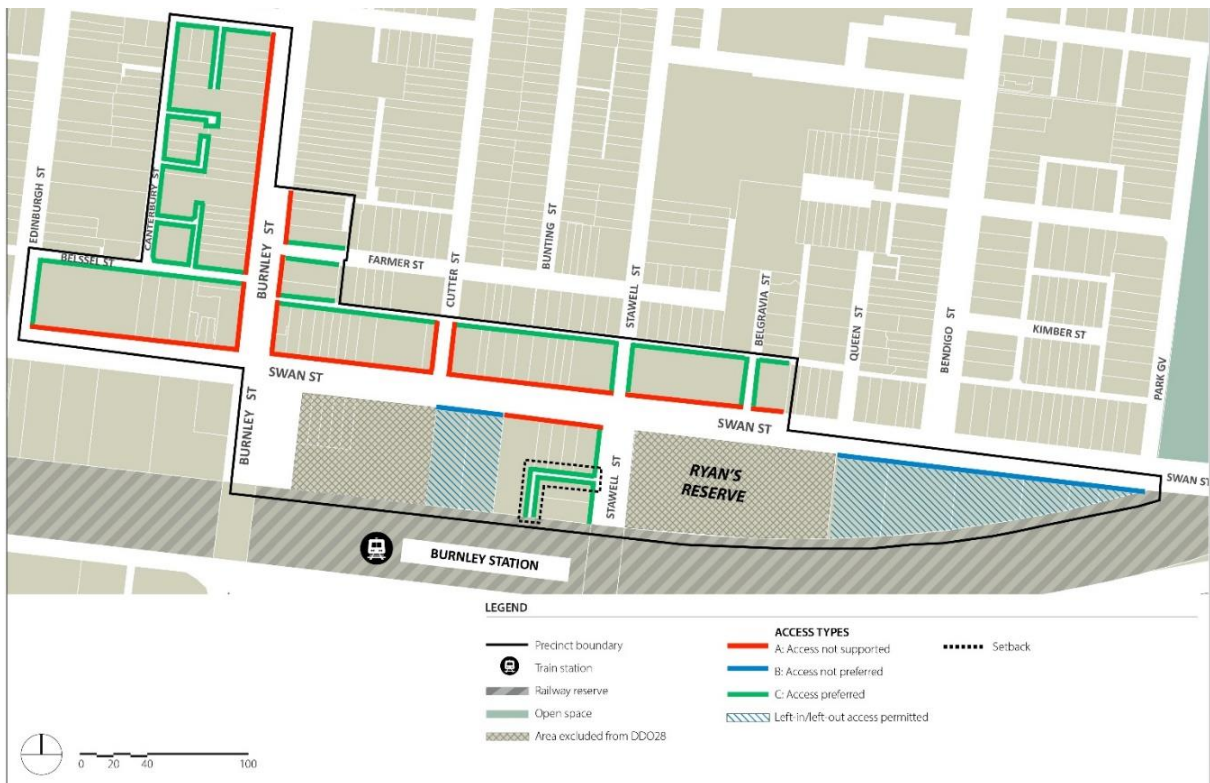 EDINBURGH ST
CANTERBURY ST
BELSSEL ST
BURNLEY ST
FARMER ST
CUTTER ST
BUNTING ST
STAWELL ST
BELGRAVIA ST
QUEEN ST
BENDIGO ST
KIMBER ST
PARK GV
SWAN ST
SWAN ST
SWAN ST
BURNLEY ST
STAWELL ST
RYAN'S
RESERVE
BURNLEY STATION
LEGEND
Precinct boundary
Train station
Railway reserve
Open space
Area excluded from DDO28
ACCESS TYPES
A: Access not supported
B: Access not preferred
C: Access preferred
Left-in/left-out access permitted
Setback
0 20 40 100